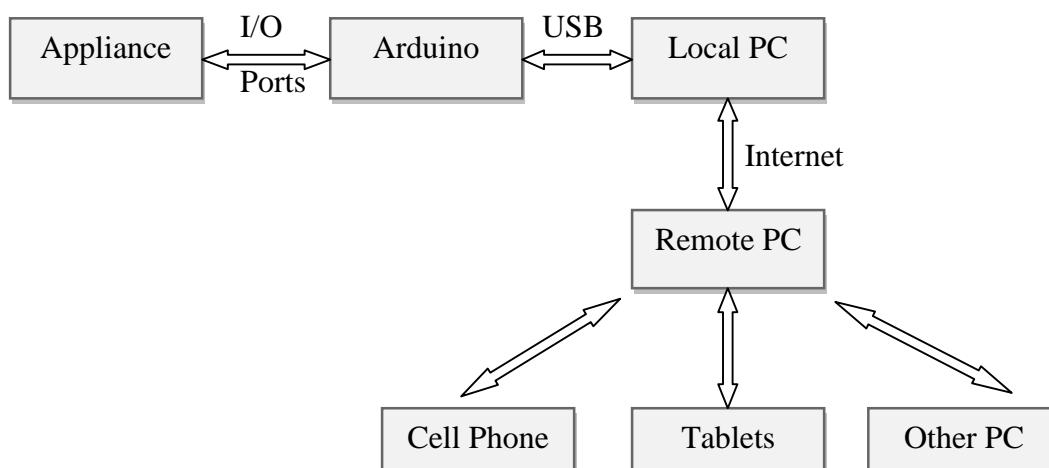 Appliance
I/O
Ports
Arduino
USB
Local PC
Internet
Remote PC
Cell Phone
Tablets
Other PC